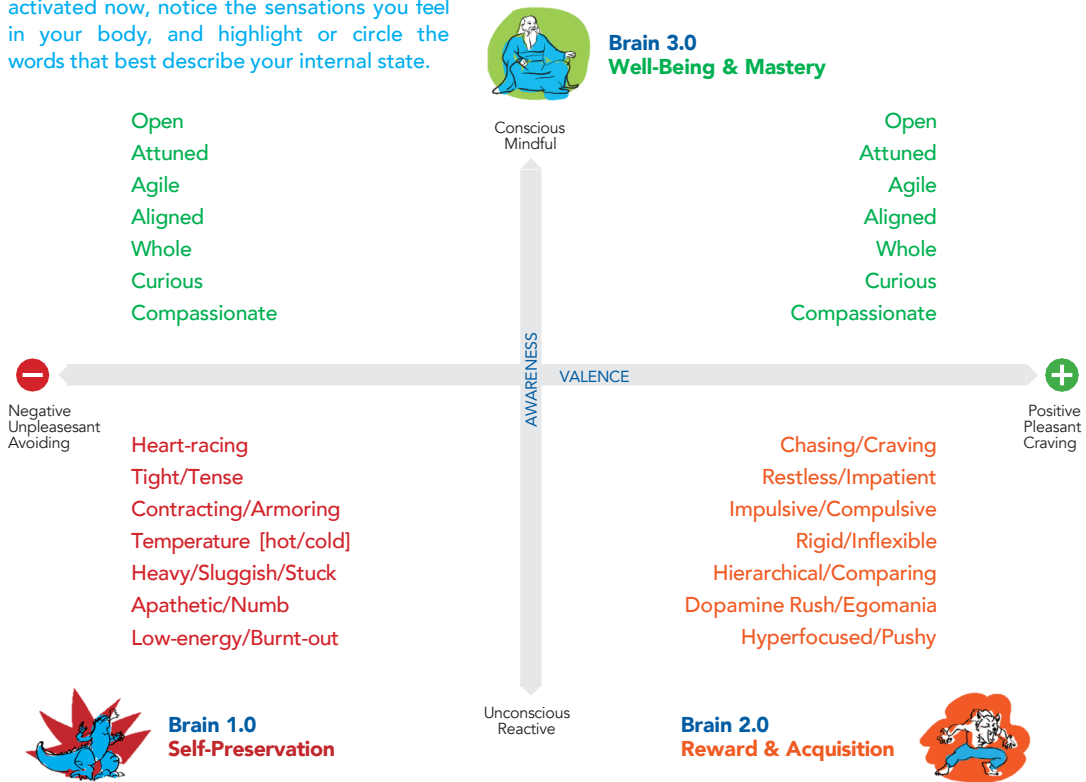 activated now, notice the sensations you feel
in your body, and highlight or circle the
words that best describe your internal state.
Brain 3.0
Well-Being & Mastery
Conscious
Mindful
Open
Attuned
Agile
Aligned
Whole
Curious
Compassionate
Open
Attuned
Agile
Aligned
Whole
Curious
Compassionate
AWARENESS
VALENCE
Negative
Unpleasesant
Avoiding
Positive
Pleasant
Craving
Heart-racing
Tight/Tense
Contracting/Armoring
Temperature [hot/cold]
Heavy/Sluggish/Stuck
Apathetic/Numb
Low-energy/Burnt-out
Chasing/Craving
Restless/Impatient
Impulsive/Compulsive
Rigid/Inflexible
Hierarchical/Comparing
Dopamine Rush/Egomania
Hyperfocused/Pushy
Brain 1.0
Self-Preservation
Unconscious
Reactive
Brain 2.0
Reward & Acquisition